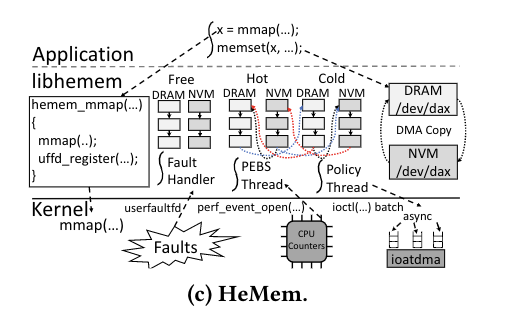 x = mmap(…);
memset(x, …);
Application
libhemem
Free
Hot
Cold
DRAM NVM DRAM NVM DRAM NVM
hemem_mmap(…)
{
mmap(..);
uffd_register(…);
}
DRAM
/dev/dax
DMA Copy
NVM
/dev/dax
Fault
Handler
PEBS
Thread
Policy
Thread
Kernel
mmap(…)
userfaultfd
perf_event_open(…)
ioctl(…) batch
async
Faults
CPU
Counters
ioatdma
(c) HeMem.